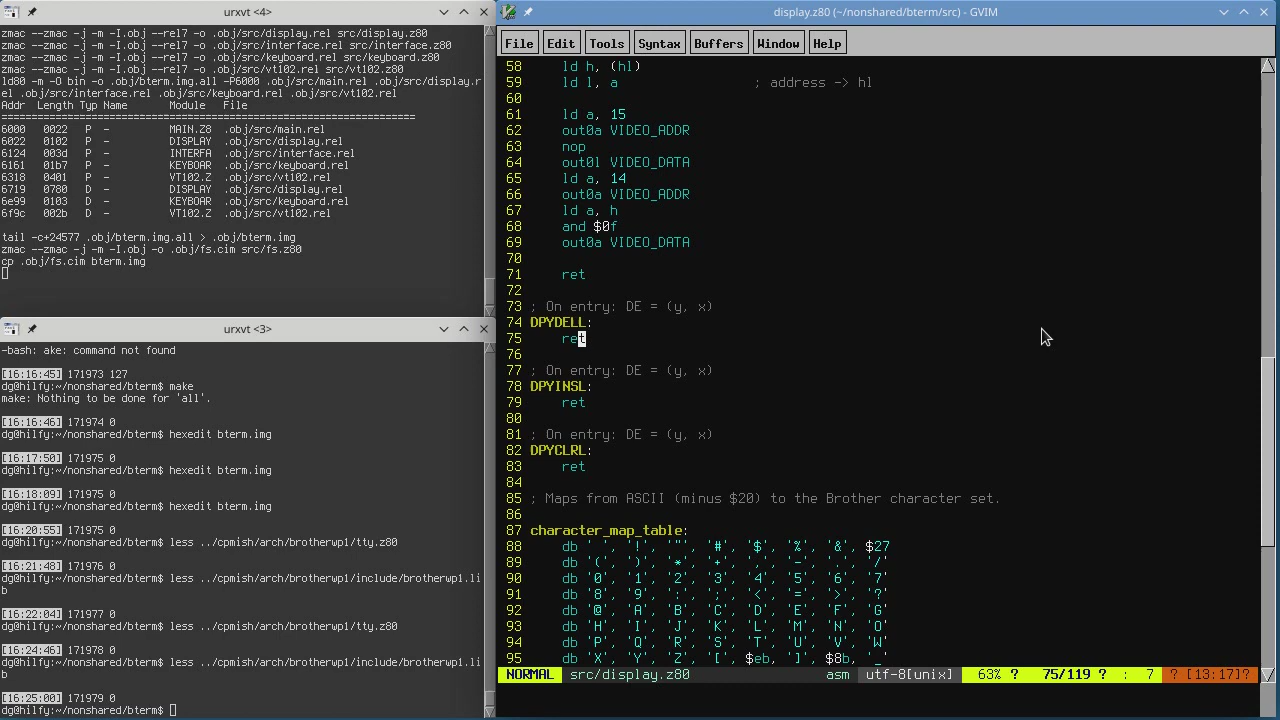 urxvt <4>
zmac --zmac -j -m -I.obj --rel7 -o .obj/src/display.rel src/display.z80
zmac --zmac -j -m -I.obj --rel7 -o .obj/src/interface.rel src/interface.z80
zmac --zmac -j -m -I.obj --rel7 -o .obj/src/keyboard.rel src/keyboard.z80
zmac --zmac -j -m -I.obj --rel7 -o .obj/src/vt102.rel src/vt102.z80
ld80 -m -O bin -o .obj/bterm.img.all -P6000 .obj/src/main.rel .obj/src/display.r
el .obj/src/interface.rel .obj/src/keyboard.rel .obj/src/vt102.rel
Addr Length Typ Name Module File
================================================================
6000 0022 P - MAIN.Z8 .obj/src/main.rel
6022 0102 P - DISPLAY .obj/src/display.rel
6124 003d P - INTERFA .obj/src/interface.rel
6161 01b7 P - KEYBOAR .obj/src/keyboard.rel
6318 0401 P - VT102.Z .obj/src/vt102.rel
6719 0780 D - DISPLAY .obj/src/display.rel
6e99 0103 D - KEYBOAR .obj/src/keyboard.rel
6f9c 002b D - VT102.Z .obj/src/vt102.rel
tail -c+24577 .obj/bterm.img.all > .obj/bterm.img
zmac --zmac -j -m -I.obj -o .obj/fs.cim src/fs.z80
cp .obj/fs.cim bterm.img
urxvt <3>
-bash: ake: command not found
[16:16:45] 171973 127
dg@hilfy:~/nonshared/bterm$ make
make: Nothing to be done for 'all'.
[16:16:46] 171974 0
dg@hilfy:~/nonshared/bterm$ hexedit bterm.img
[16:17:50] 171975 0
dg@hilfy:~/nonshared/bterm$ hexedit bterm.img
[16:18:09] 171975 0
dg@hilfy:~/nonshared/bterm$ hexedit bterm.img
[16:20:55] 171975 0
dg@hilfy:~/nonshared/bterm$ less ../cpmish/arch/brotherwp1/tty.z80
[16:21:48] 171976 0
dg@hilfy:~/nonshared/bterm$ less ../cpmish/arch/brotherwp1/include/brotherwp1.li
b
[16:22:04] 171977 0
dg@hilfy:~/nonshared/bterm$ less ../cpmish/arch/brotherwp1/tty.z80
[16:24:46] 171978 0
dg@hilfy:~/nonshared/bterm$ less ../cpmish/arch/brotherwp1/include/brotherwp1.li
b
[16:25:00] 171979 0
dg@hilfy:~/nonshared/bterm$
display.z80 (~/nonshared/bterm/src) - GVIM
File Edit Tools Syntax Buffers Window Help
58 ld h, (hl)
59 ld l, a ; address -> hl
60
61 ld a, 15
62 out0a VIDEO_ADDR
63 nop
64 out0l VIDEO_DATA
65 ld a, 14
66 out0a VIDEO_ADDR
67 ld a, h
68 and $0f
69 out0a VIDEO_DATA
70
71 ret
72
73 ; On entry: DE = (y, x)
74 DPYDELL:
75 ret
76
77 ; On entry: DE = (y, x)
78 DPYINSL:
79 ret
80
81 ; On entry: DE = (y, x)
82 DPYCLRL:
83 ret
84
85 ; Maps from ASCII (minus $20) to the Brother character set.
86
87 character_map_table:
88 db ' ', '!', '"', '#', '$', '%', '&', $27
89 db '(', ')', '*', '+', ',', '-', '.', '/'
90 db '0', '1', '2', '3', '4', '5', '6', '7'
91 db '8', '9', ':', ';', '<', '=', '>', '?'
92 db '@', 'A', 'B', 'C', 'D', 'E', 'F', 'G'
93 db 'H', 'I', 'J', 'K', 'L', 'M', 'N', 'O'
94 db 'P', 'Q', 'R', 'S', 'T', 'U', 'V', 'W'
95 db 'X', 'Y', 'Z', '[', $eb, ']', $8b, '_'
NORMAL src/display.z80 asm utf-8[unix] 63% ? 75/119 ? : 7 ? [13:17]?